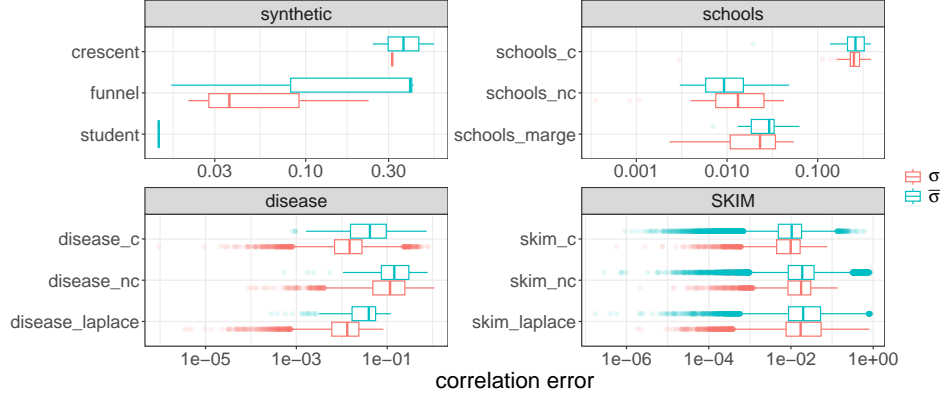 synthetic
crescent
funnel
student
0.03 0.10 0.30
schools
schools_c
schools_nc
schools_marge
0.001 0.010 0.100
disease
disease_c
disease_nc
disease_laplace
1e−05 1e−03 1e−01
SKIM
skim_c
skim_nc
skim_laplace
1e−06 1e−04 1e−02 1e+00
correlation error
σ
σ̅